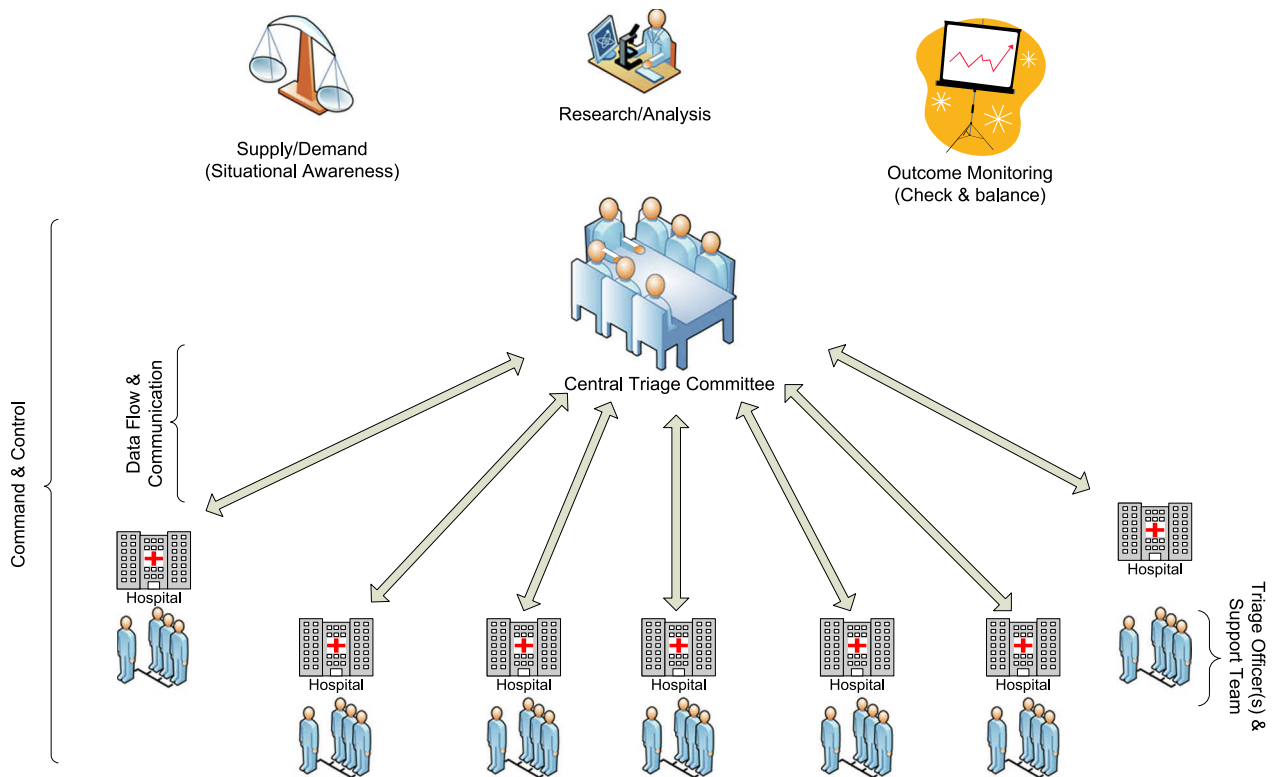 Research/Analysis
Supply/Demand
(Situational Awareness)
Outcome Monitoring
(Check & balance)
Central Triage Committee
Command & Control
Data Flow &
Communication
Hospital
Hospital
Hospital
Hospital
Hospital
Hospital
Hospital
Triage Officer(s) &
Support Team